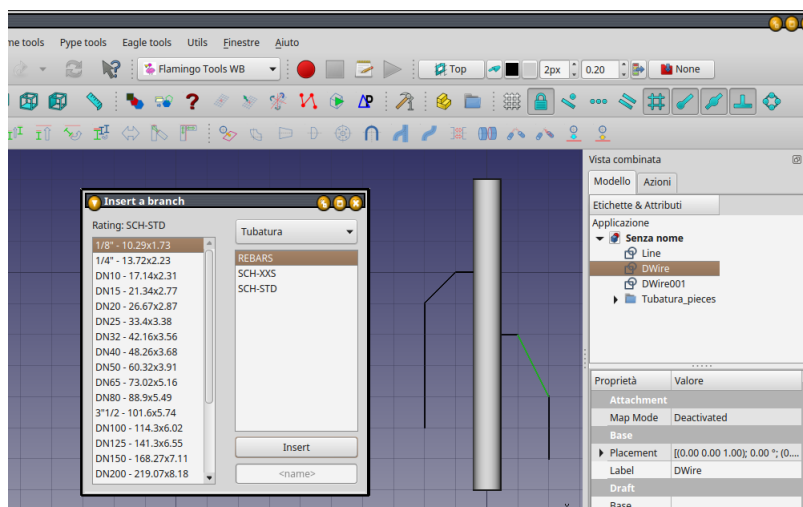 me tools Pype tools Eagle tools Utils Finestre Aiuto
Flamingo Tools WB Top 2px 0.20 None
ΔP
Vista combinata
Modello Azioni
Etichette & Attributi
Applicazione
Senza nome
Line
DWire
DWire001
Tubatura_pieces
Insert a branch
Rating: SCH-STD
Tubatura
1/8" - 10.29x1.73
1/4" - 13.72x2.23
DN10 - 17.14x2.31
DN15 - 21.34x2.77
DN20 - 26.67x2.87
DN25 - 33.4x3.38
DN32 - 42.16x3.56
DN40 - 48.26x3.68
DN50 - 60.32x3.91
DN65 - 73.02x5.16
DN80 - 88.9x5.49
3"1/2 - 101.6x5.74
DN100 - 114.3x6.02
DN125 - 141.3x6.55
DN150 - 168.27x7.11
DN200 - 219.07x8.18
REBARS
SCH-XXS
SCH-STD
Insert
<name>
Proprietà Valore
Attachment
Map Mode Deactivated
Base
Placement [(0.00 0.00 1.00); 0.00 °; (0....
Label DWire
Draft
Base